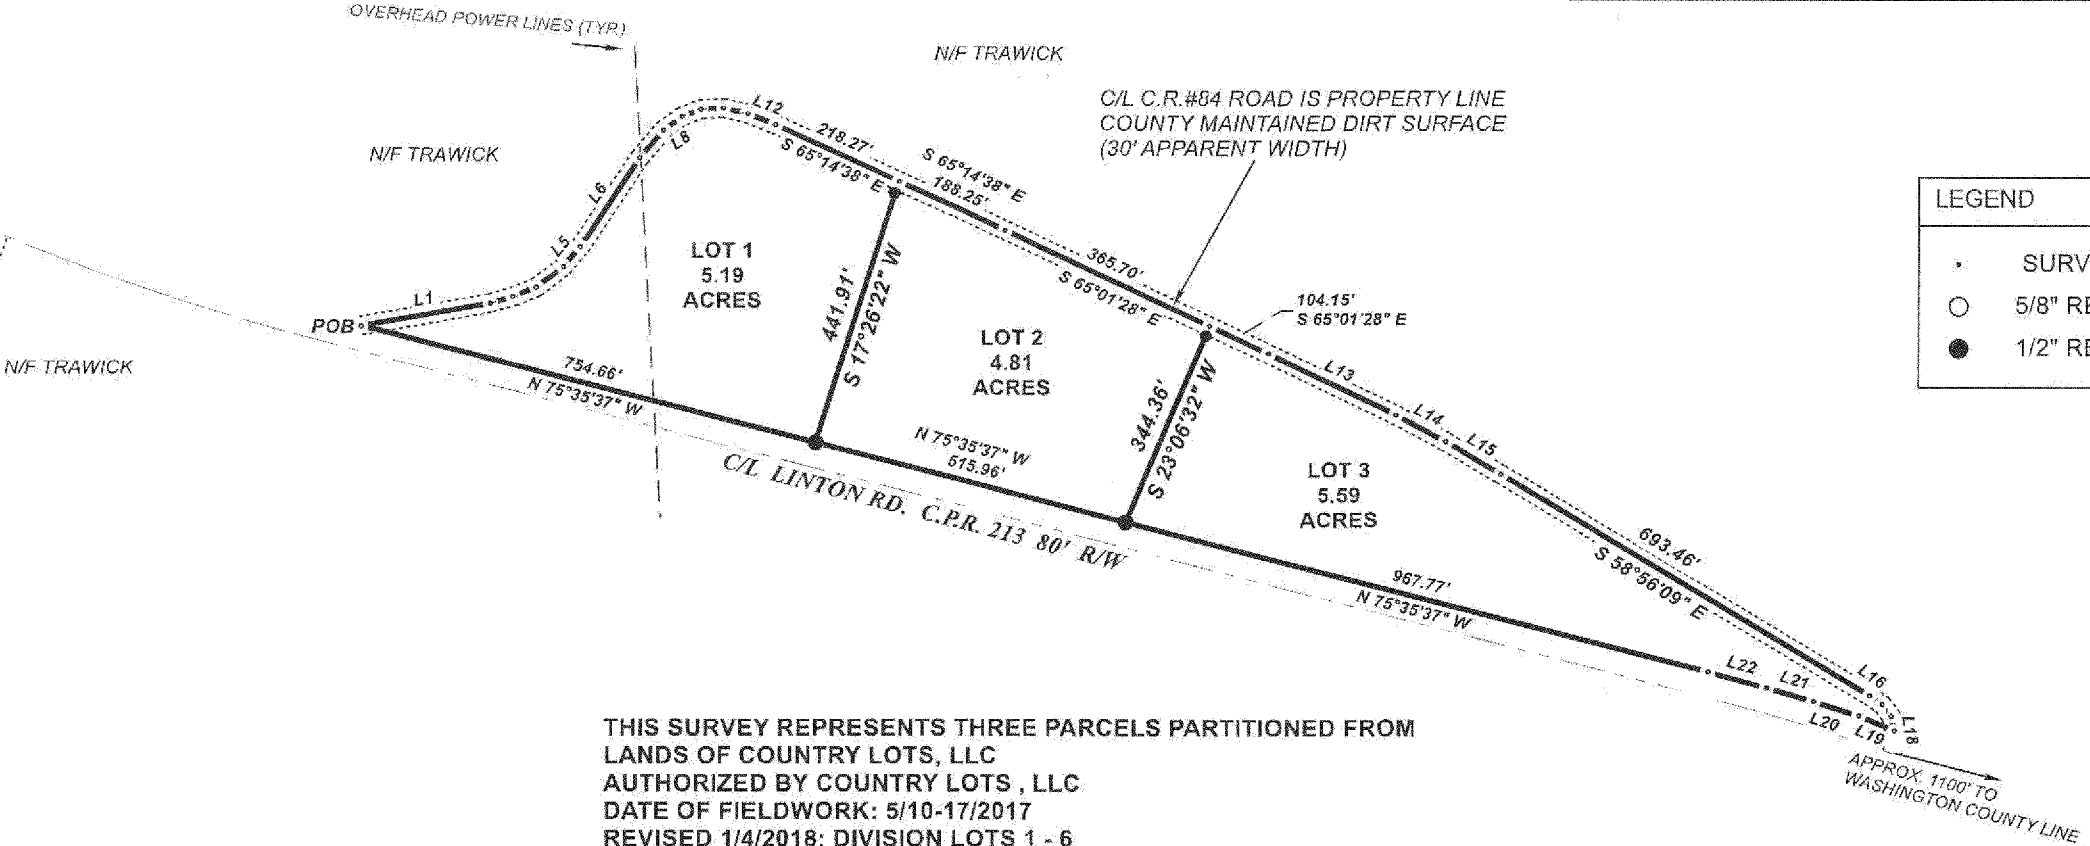 OVERHEAD POWER LINES (TYP.)
N/F TRAWICK
N/F TRAWICK
N/F TRAWICK
C/L C.R.#84 ROAD IS PROPERTY LINE
COUNTY MAINTAINED DIRT SURFACE
(30' APPARENT WIDTH)
LEGEND
SURV
5/8" RE
1/2" RE
POB
L1
L5
L6
L8
L12
218.27'
S 65°14'38" E
S 65°14'38" E
188.25'
365.70'
S 65°01'28" E
104.15'
S 65°01'28" E
L13
L14
L15
693.46'
S 58°56'09" E
L16
L18
L19
L20
L21
L22
LOT 1
5.19
ACRES
441.91'
S 17°26'22" W
LOT 2
4.81
ACRES
344.36'
S 23°06'32" W
LOT 3
5.59
ACRES
754.66'
N 75°35'37" W
N 75°35'37" W
515.96'
967.77'
N 75°35'37" W
C/L LINTON RD. C.P.R. 213 80' R/W
APPROX. 1100' TO
WASHINGTON COUNTY LINE
THIS SURVEY REPRESENTS THREE PARCELS PARTITIONED FROM
LANDS OF COUNTRY LOTS, LLC
AUTHORIZED BY COUNTRY LOTS , LLC
DATE OF FIELDWORK: 5/10-17/2017
REVISED 1/4/2018: DIVISION LOTS 1 - 6